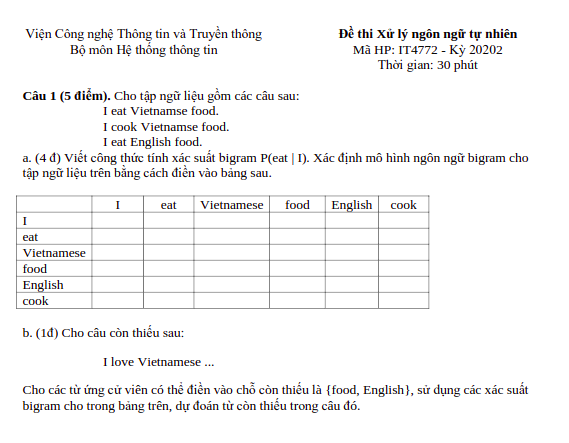 Viện Công nghệ Thông tin và Truyền thông
Bộ môn Hệ thống thông tin
Đề thi Xử lý ngôn ngữ tự nhiên
Mã HP: IT4772 - Kỳ 20202
Thời gian: 30 phút
Câu 1 (5 điểm). Cho tập ngữ liệu gồm các câu sau:
I eat Vietnamse food.
I cook Vietnamse food.
I eat English food.
a. (4 đ) Viết công thức tính xác suất bigram P(eat | I). Xác định mô hình ngôn ngữ bigram cho
tập ngữ liệu trên bằng cách điền vào bảng sau.
I eat Vietnamese food English cook
I
eat
Vietnamese
food
English
cook
b. (1đ) Cho câu còn thiếu sau:
I love Vietnamese ...
Cho các từ ứng cử viên có thể điền vào chỗ còn thiếu là {food, English}, sử dụng các xác suất
bigram cho trong bảng trên, dự đoán từ còn thiếu trong câu đó.